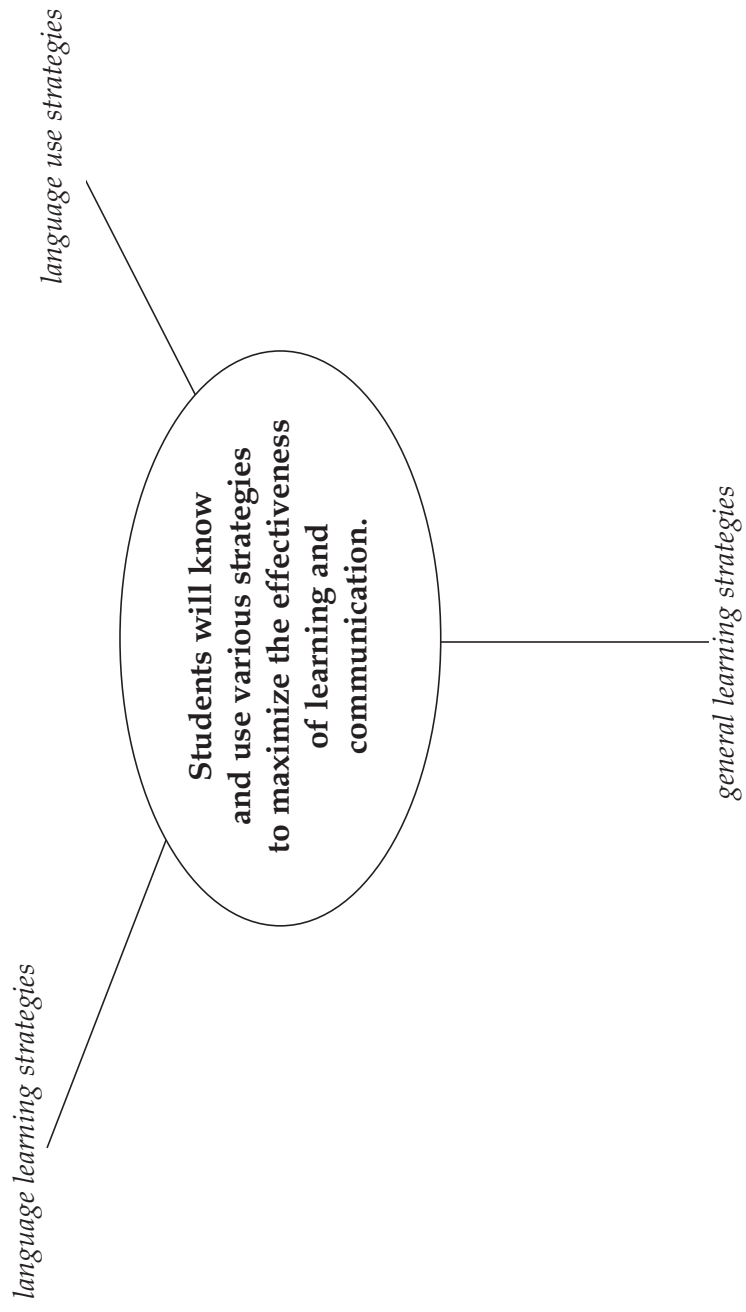 language learning strategies
language use strategies
Students will know
and use various strategies
to maximize the effectiveness
of learning and
communication.
general learning strategies